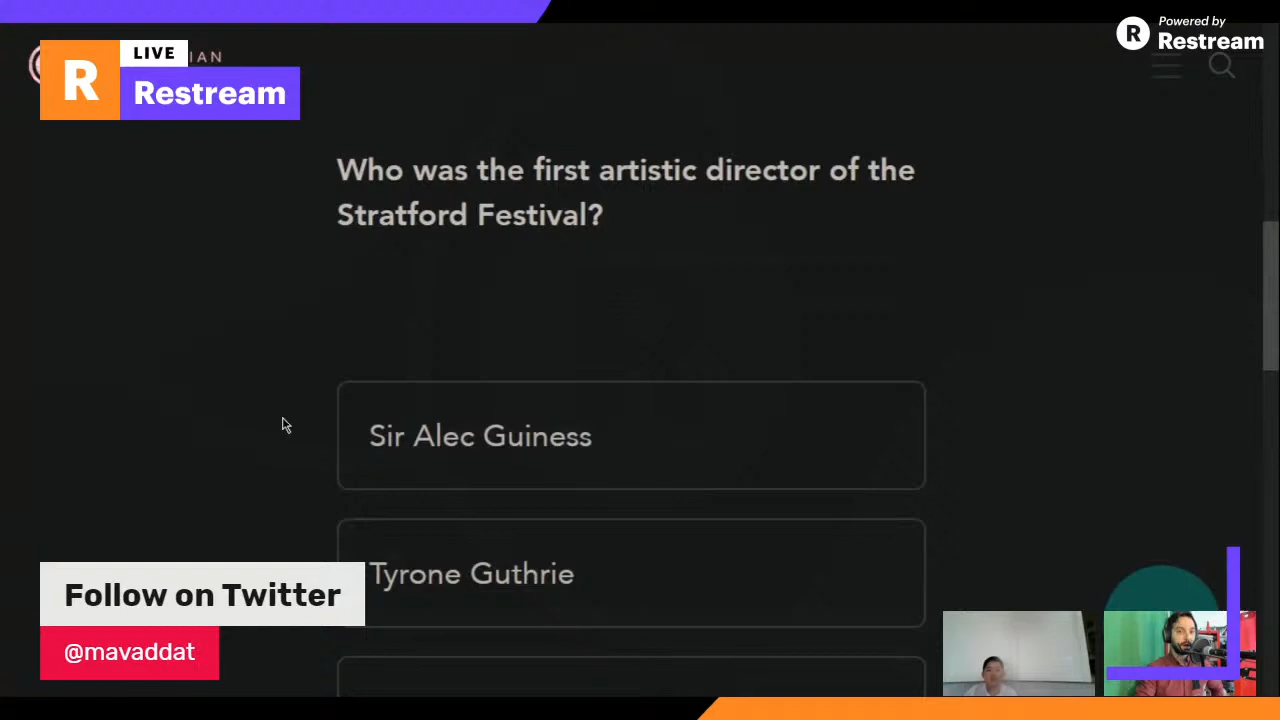 Powered by
R Restream
R LIVE
Restream
IAN
Who was the first artistic director of the
Stratford Festival?
Sir Alec Guiness
Tyrone Guthrie
Follow on Twitter
@mavaddat